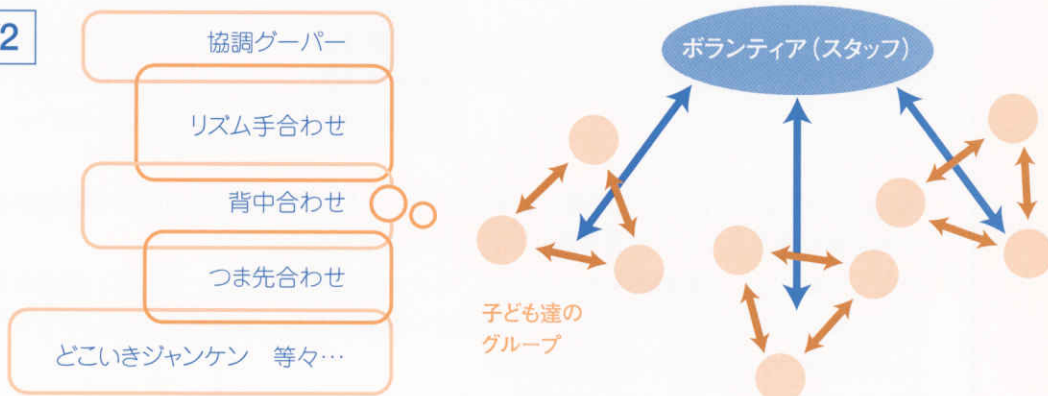 2
協調グーパー
リズム手合わせ
背中合わせ
つま先合わせ
どこいきジャンケン 等々…
ボランティア(スタッフ)
子ども達の
グループ